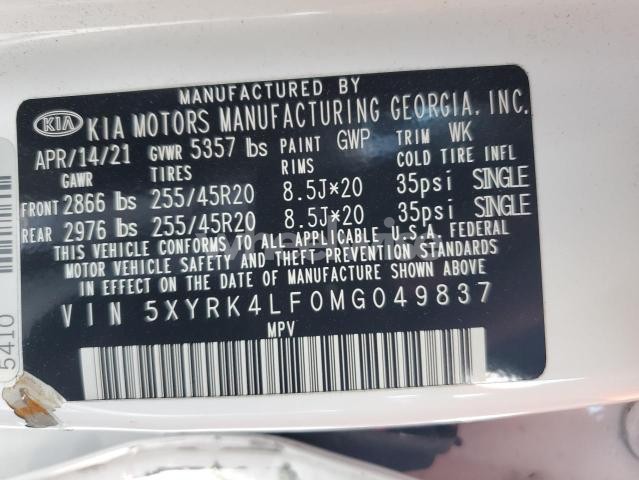 MANUFACTURED BY
KIA KIA MOTORS MANUFACTURING GEORGIA, INC.
APR/14/21 GVWR 5357 lbs PAINT GWP TRIM WK
GAWR TIRES RIMS COLD TIRE INFL
FRONT 2866 lbs 255/45R20 8.5J×20 35psi SINGLE
REAR 2976 lbs 255/45R20 8.5J×20 35psi SINGLE
THIS VEHICLE CONFORMS TO ALL APPLICABLE U.S.A. FEDERAL
MOTOR VEHICLE SAFETY AND THEFT PREVENTION STANDARDS
IN EFFECT ON THE DATE OF MANUFACTURE SHOWN ABOVE.
VIN 5XYRK4LF0MG049837
MPV
5410